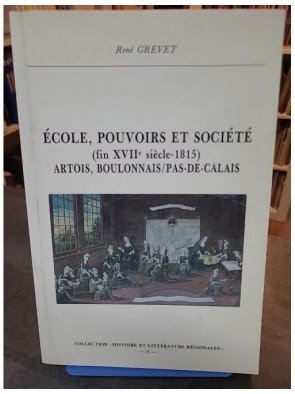 René GREVET
ÉCOLE, POUVOIRS ET SOCIÉTÉ
(fin XVIIe siècle-1815)
ARTOIS, BOULONNAIS/PAS-DE-CALAIS
COLLECTION «HISTOIRE ET LITTÉRATURE RÉGIONALES»
— 9 —